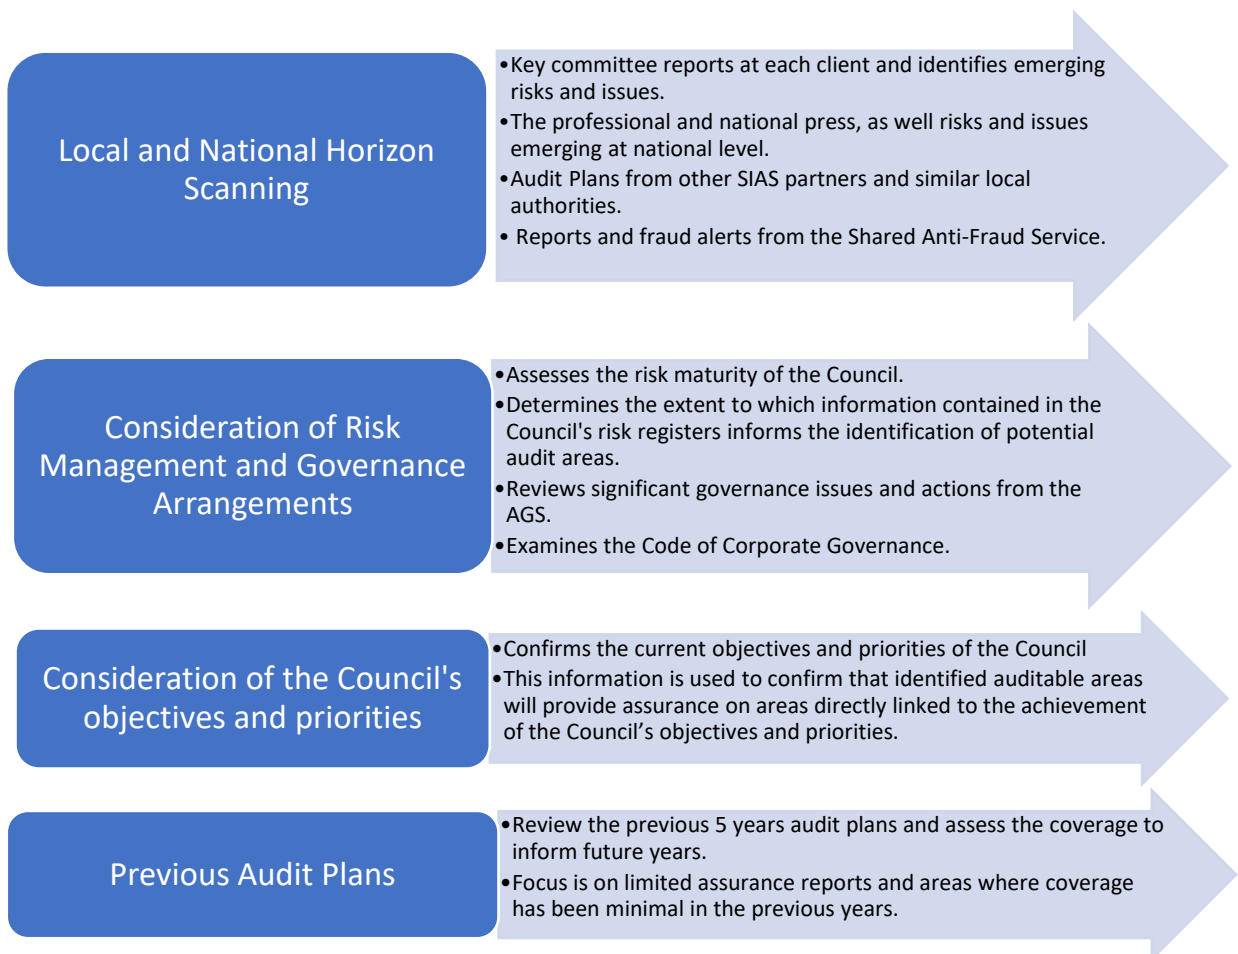 Local and National Horizon
Scanning
•Key committee reports at each client and identifies emerging
risks and issues.
•The professional and national press, as well risks and issues
emerging at national level.
•Audit Plans from other SIAS partners and similar local
authorities.
• Reports and fraud alerts from the Shared Anti-Fraud Service.
Consideration of Risk
Management and Governance
Arrangements
•Assesses the risk maturity of the Council.
•Determines the extent to which information contained in the
Council's risk registers informs the identification of potential
audit areas.
•Reviews significant governance issues and actions from the
AGS.
•Examines the Code of Corporate Governance.
Consideration of the Council's
objectives and priorities
•Confirms the current objectives and priorities of the Council
•This information is used to confirm that identified auditable areas
will provide assurance on areas directly linked to the achievement
of the Council’s objectives and priorities.
Previous Audit Plans
•Review the previous 5 years audit plans and assess the coverage to
inform future years.
•Focus is on limited assurance reports and areas where coverage
has been minimal in the previous years.